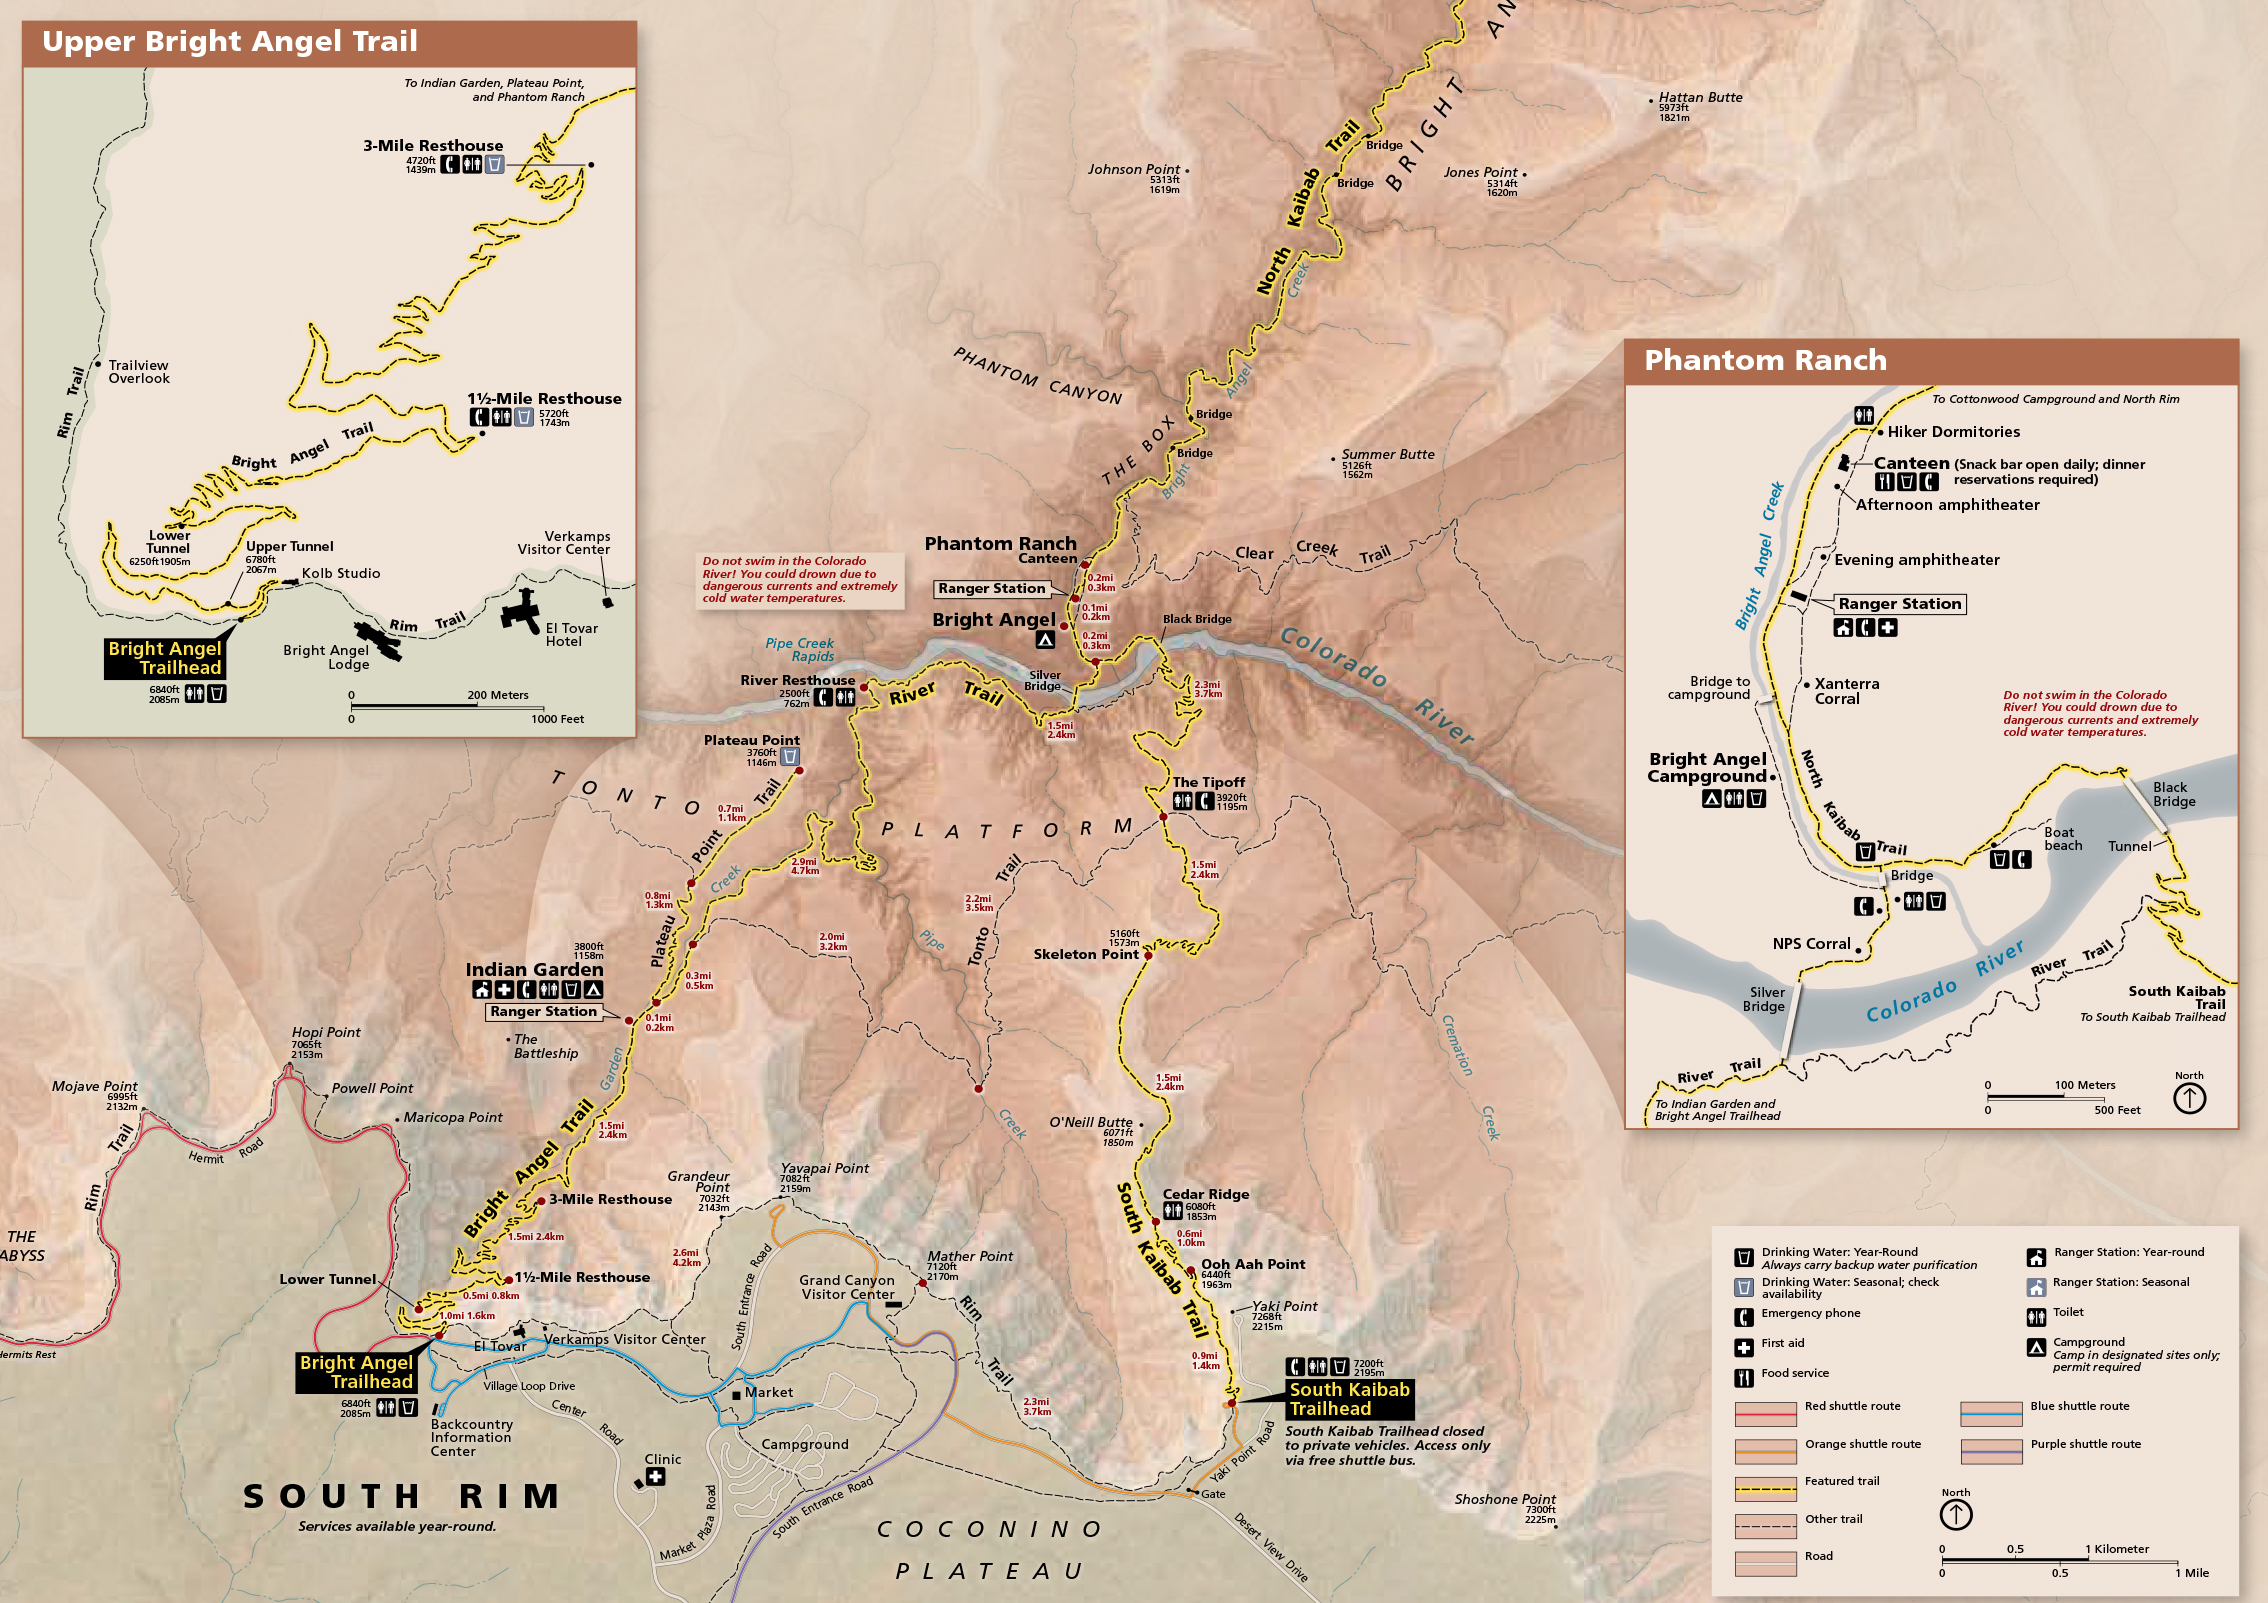 Upper Bright Angel Trail
To Indian Garden, Plateau Point,
and Phantom Ranch
3-Mile Resthouse
4720ft
1439m
Trailview
Overlook
Rim Trail
1½-Mile Resthouse
5720ft
1743m
Bright Angel Trail
Lower
Tunnel
6250ft 1905m
Upper Tunnel
6780ft
2067m
Kolb Studio
Verkamps
Visitor Center
Rim Trail
El Tovar
Hotel
Bright Angel
Lodge
Bright Angel
Trailhead
6840ft
2085m
0 200 Meters
0 1000 Feet
BRIGHT AN
Hattan Butte
5973ft
1821m
North Kaibab Trail
Bridge
Bridge
Johnson Point
5313ft
1619m
Jones Point
5314ft
1620m
Bright Angel Creek
PHANTOM CANYON
THE BOX
Bridge
Bridge
Summer Butte
5126ft
1562m
Phantom Ranch
Canteen
0.2mi
0.3km
Ranger Station
0.1mi
0.2km
Bright Angel
0.2mi
0.3km
Clear Creek Trail
Black Bridge
Do not swim in the Colorado
River! You could drown due to
dangerous currents and extremely
cold water temperatures.
Pipe Creek
Rapids
River Resthouse
2500ft
762m
River Trail
Silver
Bridge
1.5mi
2.4km
2.3mi
3.7km
Colorado River
Plateau Point
3760ft
1146m
TONTO PLATFORM
0.7mi
1.1km
Plateau Point Trail
The Tipoff
3920ft
1195m
2.9mi
4.7km
0.8mi
1.3km
Garden Creek
1.5mi
2.4km
2.2mi
3.5km
Tonto Trail
2.0mi
3.2km
Pipe Creek
5160ft
1573m
Skeleton Point
3800ft
1158m
Indian Garden
Ranger Station
0.3mi
0.5km
0.1mi
0.2km
The
Battleship
Hopi Point
7065ft
2153m
Mojave Point
6995ft
2132m
Powell Point
Maricopa Point
Hermit Road
Rim Trail
THE
ABYSS
Hermits Rest
Bright Angel Trail
1.5mi
2.4km
3-Mile Resthouse
1.5mi 2.4km
1½-Mile Resthouse
0.5mi 0.8km
Lower Tunnel
1.0mi 1.6km
Cremation Creek
1.5mi
2.4km
O'Neill Butte
6071ft
1850m
Cedar Ridge
6080ft
1853m
South Kaibab Trail
0.6mi
1.0km
Ooh Aah Point
6440ft
1963m
Yaki Point
7268ft
2215m
0.9mi
1.4km
7200ft
2195m
South Kaibab
Trailhead
South Kaibab Trailhead closed
to private vehicles. Access only
via free shuttle bus.
Yaki Point Road
Gate
Desert View Drive
Shoshone Point
7300ft
2225m
Grandeur
Point
7032ft
2143m
Yavapai Point
7082ft
2159m
2.6mi
4.2km
Mather Point
7120ft
2170m
Grand Canyon
Visitor Center
Rim Trail
2.3mi
3.7km
South Entrance Road
Bright Angel
Trailhead
6840ft
2085m
El Tovar
Verkamps Visitor Center
Village Loop Drive
Backcountry
Information
Center
Center Road
Market
Campground
Clinic
Market Plaza Road
South Entrance Road
SOUTH RIM
Services available year-round.
COCONINO
PLATEAU
Phantom Ranch
To Cottonwood Campground and North Rim
Hiker Dormitories
Canteen (Snack bar open daily; dinner
reservations required)
Afternoon amphitheater
Bright Angel Creek
Evening amphitheater
Ranger Station
Bridge to
campground
Xanterra
Corral
Do not swim in the Colorado
River! You could drown due to
dangerous currents and extremely
cold water temperatures.
Bright Angel
Campground
North Kaibab Trail
Black
Bridge
Boat
beach
Tunnel
Bridge
NPS Corral
Colorado River
River Trail
Silver
Bridge
South Kaibab
Trail
To South Kaibab Trailhead
River Trail
To Indian Garden and
Bright Angel Trailhead
0 100 Meters
0 500 Feet
North
Drinking Water: Year-Round
Always carry backup water purification
Drinking Water: Seasonal; check
availability
Emergency phone
First aid
Food service
Ranger Station: Year-round
Ranger Station: Seasonal
Toilet
Campground
Camp in designated sites only;
permit required
Red shuttle route
Blue shuttle route
Orange shuttle route
Purple shuttle route
Featured trail
Other trail
Road
North
0 0.5 1 Kilometer
0 0.5 1 Mile